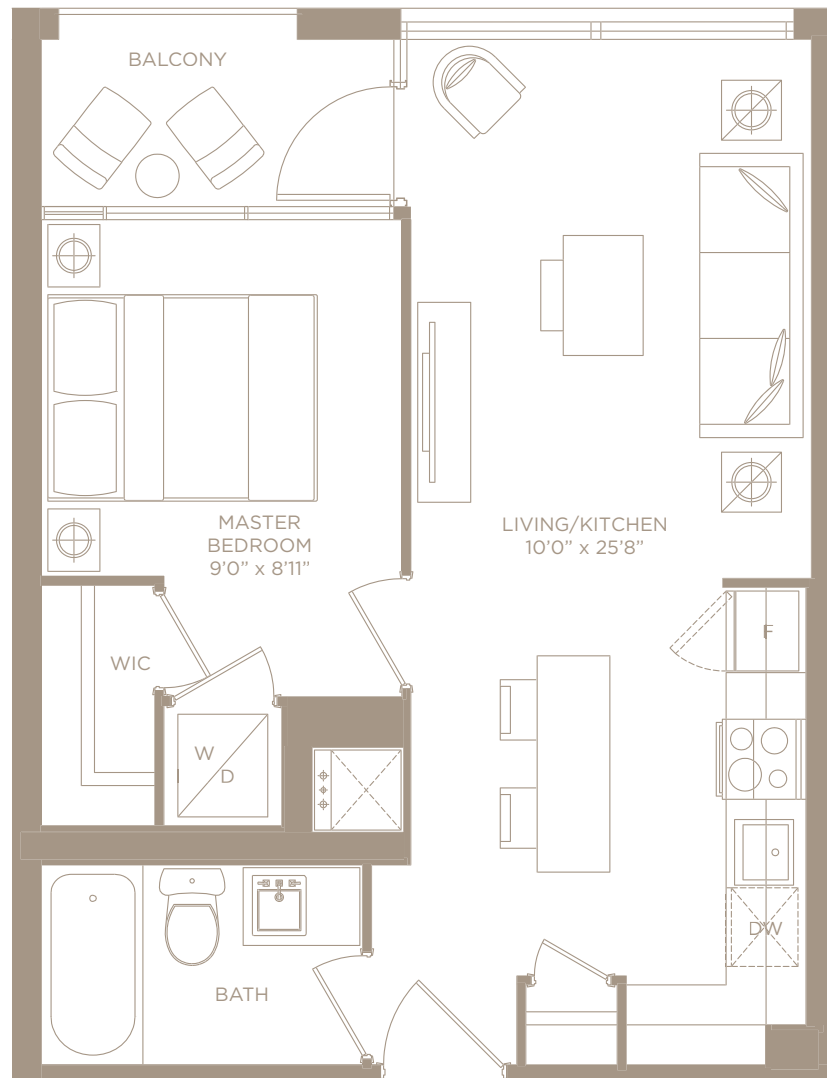 BALCONY
MASTER
BEDROOM
9’0” x 8’11”
LIVING/KITCHEN
10’0” x 25’8”
WIC
F
W
D
DW
BATH